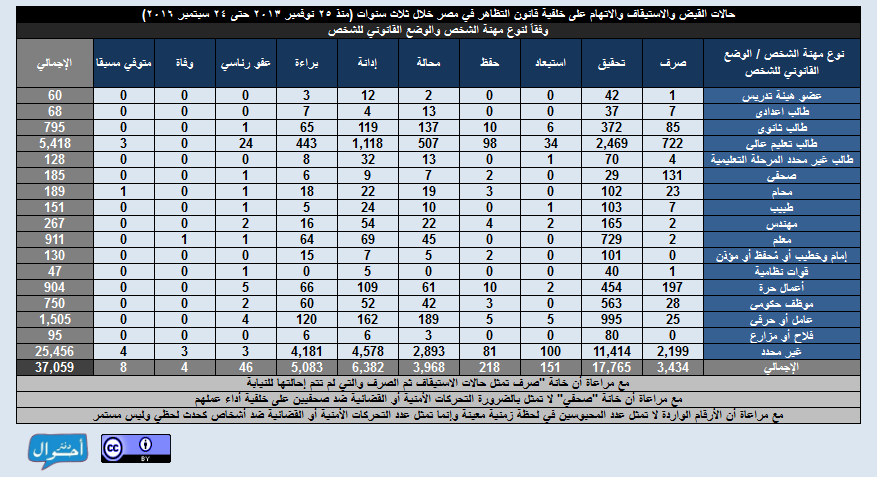 حالات القبض والاستيقاف والاتهام على خلفية قانون التظاهر في مصر خلال ثلاث سنوات (منذ ٢٥ نوفمبر ٢٠١٣ حتى ٢٤ سبتمبر ٢٠١٦)
وفقاً لنوع مهنة الشخص والوضع القانوني للشخص
نوع مهنة الشخص / الوضع القانوني للشخص صرف تحقيق استبعاد حفظ محالة إدانة براءة عفو رئاسي وفاة متوفي مسبقا الإجمالي
عضو هيئة تدريس 1 42 0 0 2 12 3 0 0 0 60
طالب اعدادى 7 37 0 0 13 4 7 0 0 0 68
طالب ثانوى 85 372 6 10 137 119 65 1 0 0 795
طالب تعليم عالى 722 2,469 34 98 507 1,118 443 24 0 3 5,418
طالب غير محدد المرحلة التعليمية 4 70 1 0 13 32 8 0 0 0 128
صحفى 131 29 0 2 7 9 6 1 0 0 185
محام 23 102 0 3 19 22 18 1 0 1 189
طبيب 7 103 1 0 10 24 5 1 0 0 151
مهندس 2 165 2 4 22 54 16 2 0 0 267
معلم 2 729 0 0 45 69 64 1 1 0 911
إمام وخطيب أو مُحفظ أو مؤذن 0 101 0 2 5 7 15 0 0 0 130
قوات نظامية 1 40 0 0 0 5 0 1 0 0 47
أعمال حرة 197 454 2 10 61 109 66 5 0 0 904
موظف حكومى 28 563 0 3 42 52 60 2 0 0 750
عامل أو حرفى 25 995 5 5 189 162 120 4 0 0 1,505
فلاح أو مزارع 0 80 0 0 3 6 6 0 0 0 95
غير محدد 2,199 11,414 100 81 2,893 4,578 4,181 3 3 4 25,456
الإجمالي 3,434 17,765 151 218 3,968 6,382 5,083 46 4 8 37,059
مع مراعاة أن خانة "صرف تمثل حالات الاستيقاف ثم الصرف والتي لم تتم إحالتها للنيابة
مع مراعاة أن خانة "صحفي" لا تمثل بالضرورة التحركات الأمنية أو القضائية ضد صحفيين على خلفية أداء عملهم
مع مراعاة أن الأرقام الواردة لا تمثل عدد المحبوسين في لحظة زمنية معينة وإنما تمثل عدد التحركات الأمنية أو القضائية ضد أشخاص كحدث لحظي وليس مستمر
دفتر أحوال
cc BY